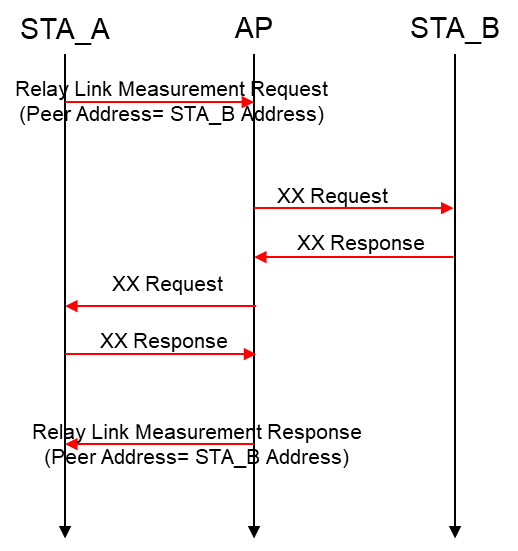 STA_A AP STA_B
Relay Link Measurement Request
(Peer Address= STA_B Address)
XX Request
XX Response
XX Request
XX Response
Relay Link Measurement Response
(Peer Address= STA_B Address)